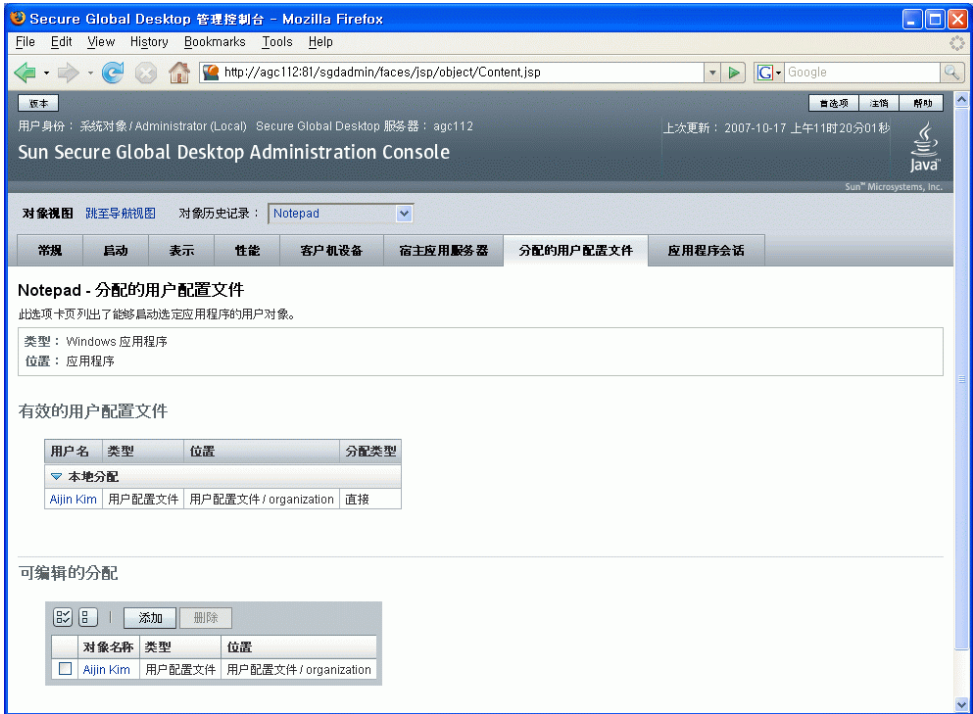 Secure Global Desktop 管理控制台 - Mozilla Firefox
File Edit View History Bookmarks Tools Help
http://agc112:81/sgdadmin/faces/jsp/object/Content.jsp
G Google
版本
首选项 注销 帮助
用户身份： 系统对象 / Administrator (Local) Secure Global Desktop 服务器： agc112
上次更新： 2007-10-17 上午11时20分01秒
Sun Secure Global Desktop Administration Console
Java™
Sun™ Microsystems, Inc.
对象视图 跳至导航视图 对象历史记录： Notepad
常规 启动 表示 性能 客户机设备 宿主应用服务器 分配的用户配置文件 应用程序会话
Notepad - 分配的用户配置文件
此选项卡页列出了能够启动选定应用程序的用户对象。
类型： Windows 应用程序
位置： 应用程序
有效的用户配置文件
用户名 类型 位置 分配类型
本地分配
Aijin Kim 用户配置文件 用户配置文件 / organization 直接
可编辑的分配
添加 删除
对象名称 类型 位置
Aijin Kim 用户配置文件 用户配置文件 / organization